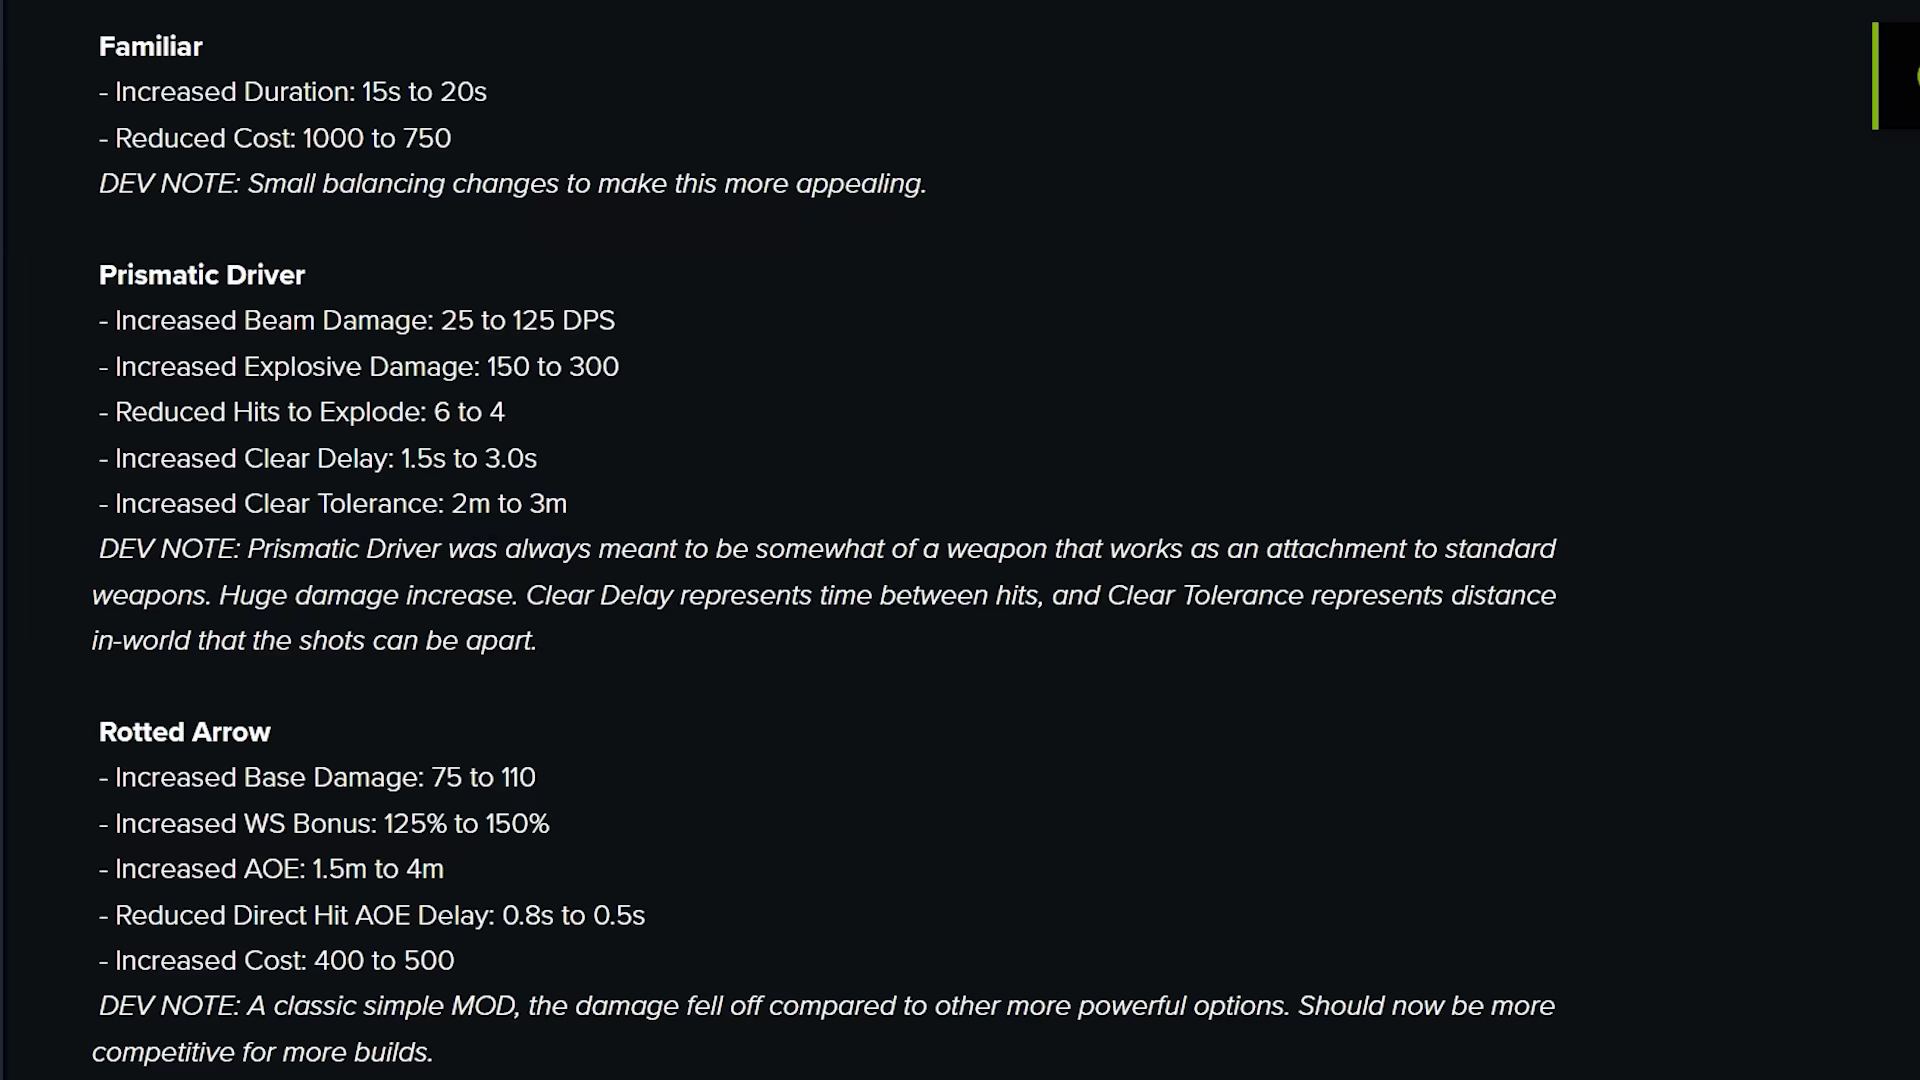 Familiar
- Increased Duration: 15s to 20s
- Reduced Cost: 1000 to 750
DEV NOTE: Small balancing changes to make this more appealing.
Prismatic Driver
- Increased Beam Damage: 25 to 125 DPS
- Increased Explosive Damage: 150 to 300
- Reduced Hits to Explode: 6 to 4
- Increased Clear Delay: 1.5s to 3.0s
- Increased Clear Tolerance: 2m to 3m
DEV NOTE: Prismatic Driver was always meant to be somewhat of a weapon that works as an attachment to standard
weapons. Huge damage increase. Clear Delay represents time between hits, and Clear Tolerance represents distance
in-world that the shots can be apart.
Rotted Arrow
- Increased Base Damage: 75 to 110
- Increased WS Bonus: 125% to 150%
- Increased AOE: 1.5m to 4m
- Reduced Direct Hit AOE Delay: 0.8s to 0.5s
- Increased Cost: 400 to 500
DEV NOTE: A classic simple MOD, the damage fell off compared to other more powerful options. Should now be more
competitive for more builds.